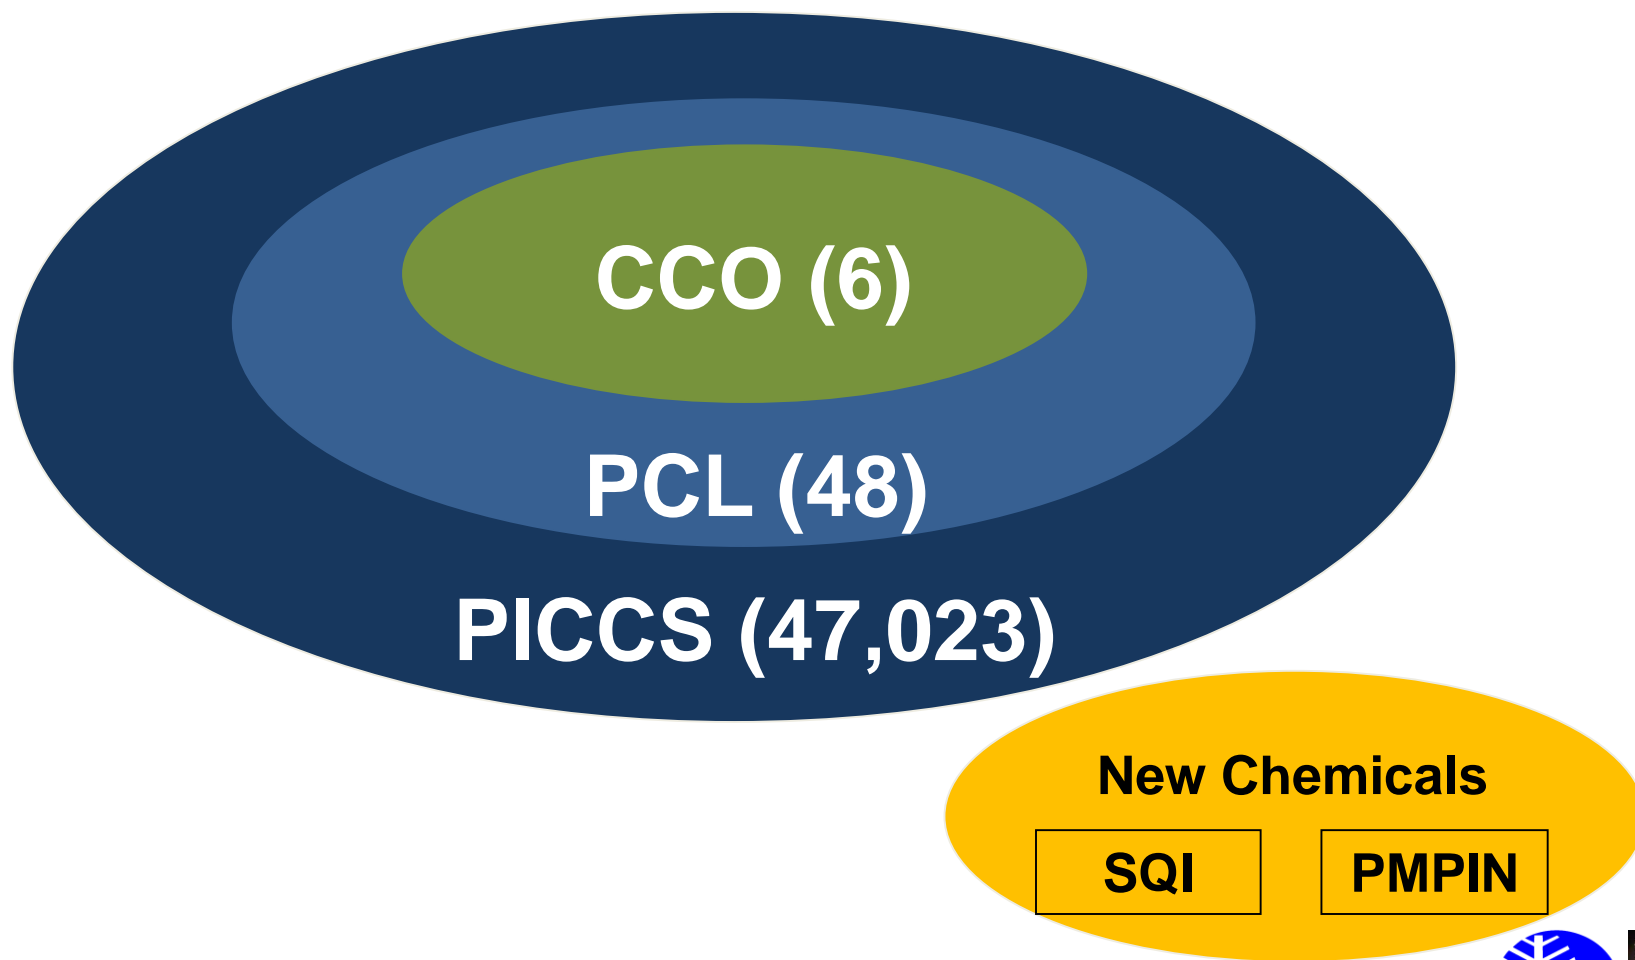 CCO (6)
PCL (48)
PICCS (47,023)
New Chemicals
SQI
PMPIN